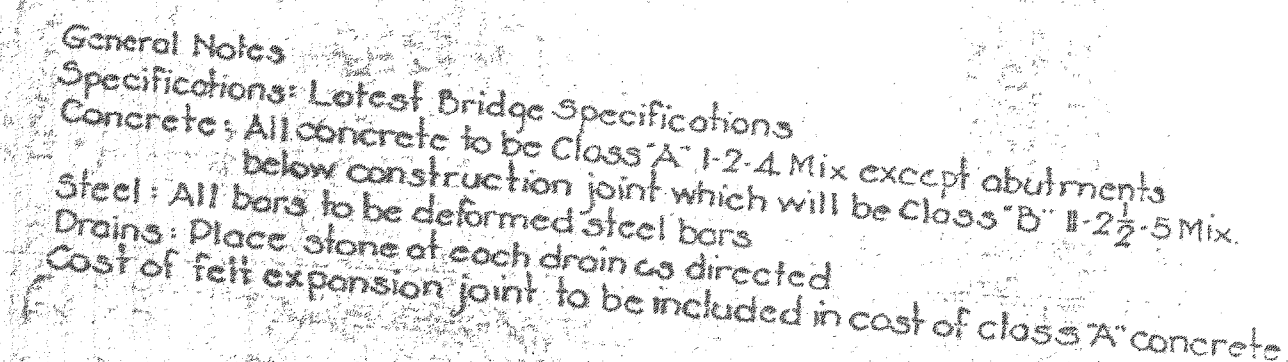 General Notes
Specifications: Latest Bridge Specifications
Concrete: All concrete to be Class "A" 1-2-4 Mix except abutments
below construction joint which will be Class "B" 1-2½-5 Mix.
Steel: All bars to be deformed steel bars
Drains: Place stone at each drain as directed
Cost of felt expansion joint to be included in cost of class "A" concrete